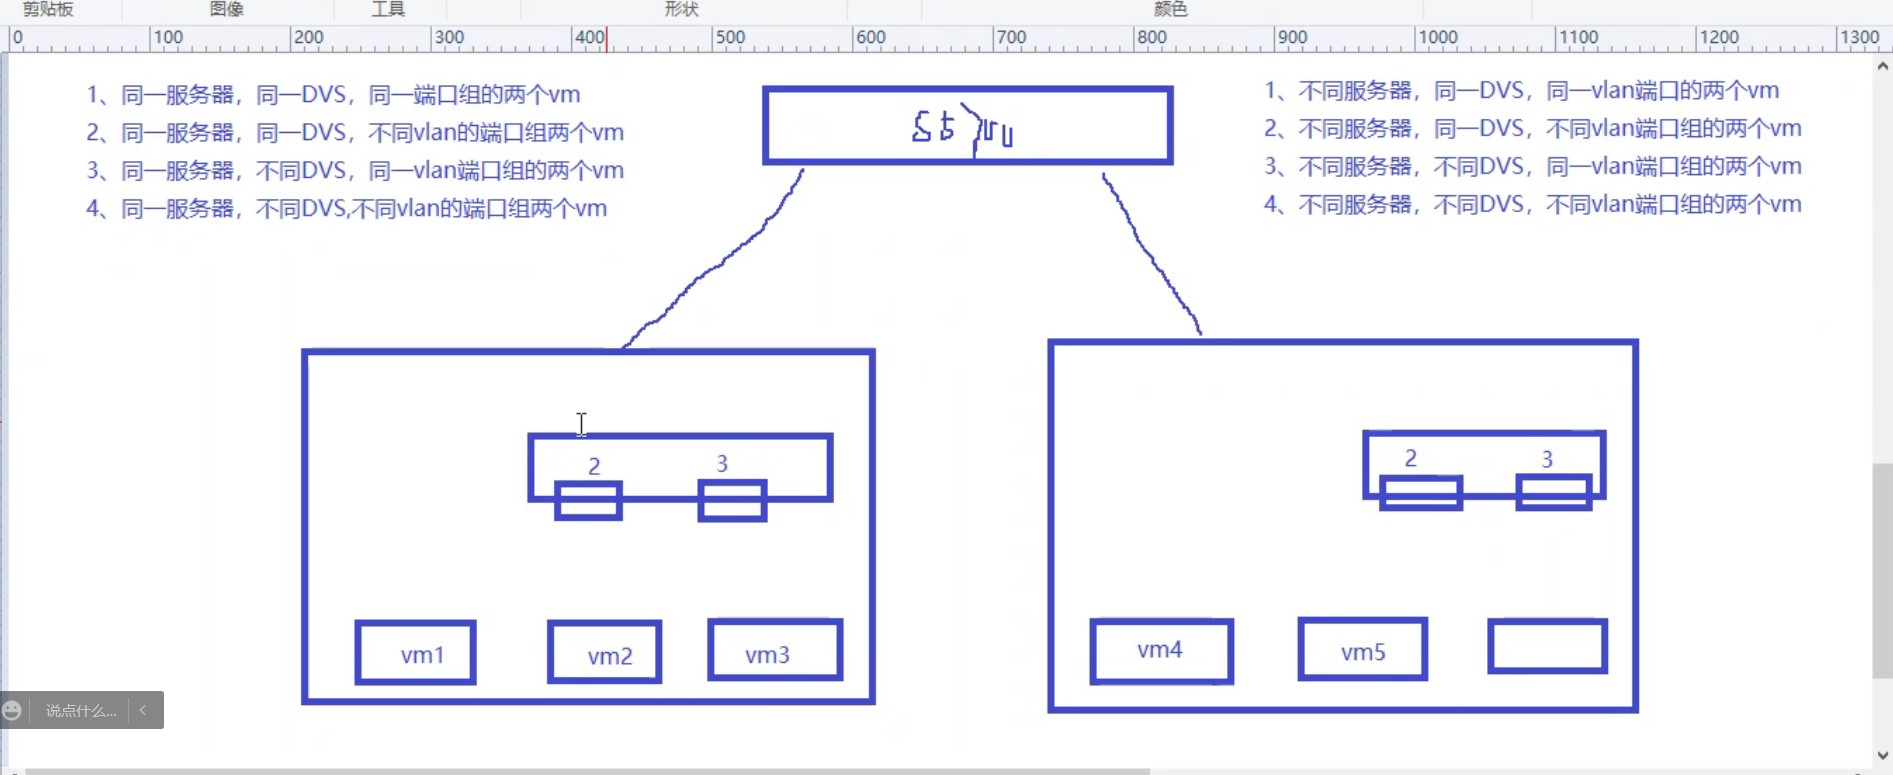 剪贴板 图像 工具 形状 颜色
0 100 200 300 400 500 600 700 800 900 1000 1100 1200 1300
1、同一服务器，同一DVS，同一端口组的两个vm
2、同一服务器，同一DVS，不同vlan的端口组两个vm
3、同一服务器，不同DVS，同一vlan端口组的两个vm
4、同一服务器，不同DVS,不同vlan的端口组两个vm
1、不同服务器，同一DVS，同一vlan端口的两个vm
2、不同服务器，同一DVS，不同vlan端口组的两个vm
3、不同服务器，不同DVS，同一vlan端口组的两个vm
4、不同服务器，不同DVS，不同vlan端口组的两个vm
2 3
2 3
vm1 vm2 vm3
vm4 vm5
说点什么...